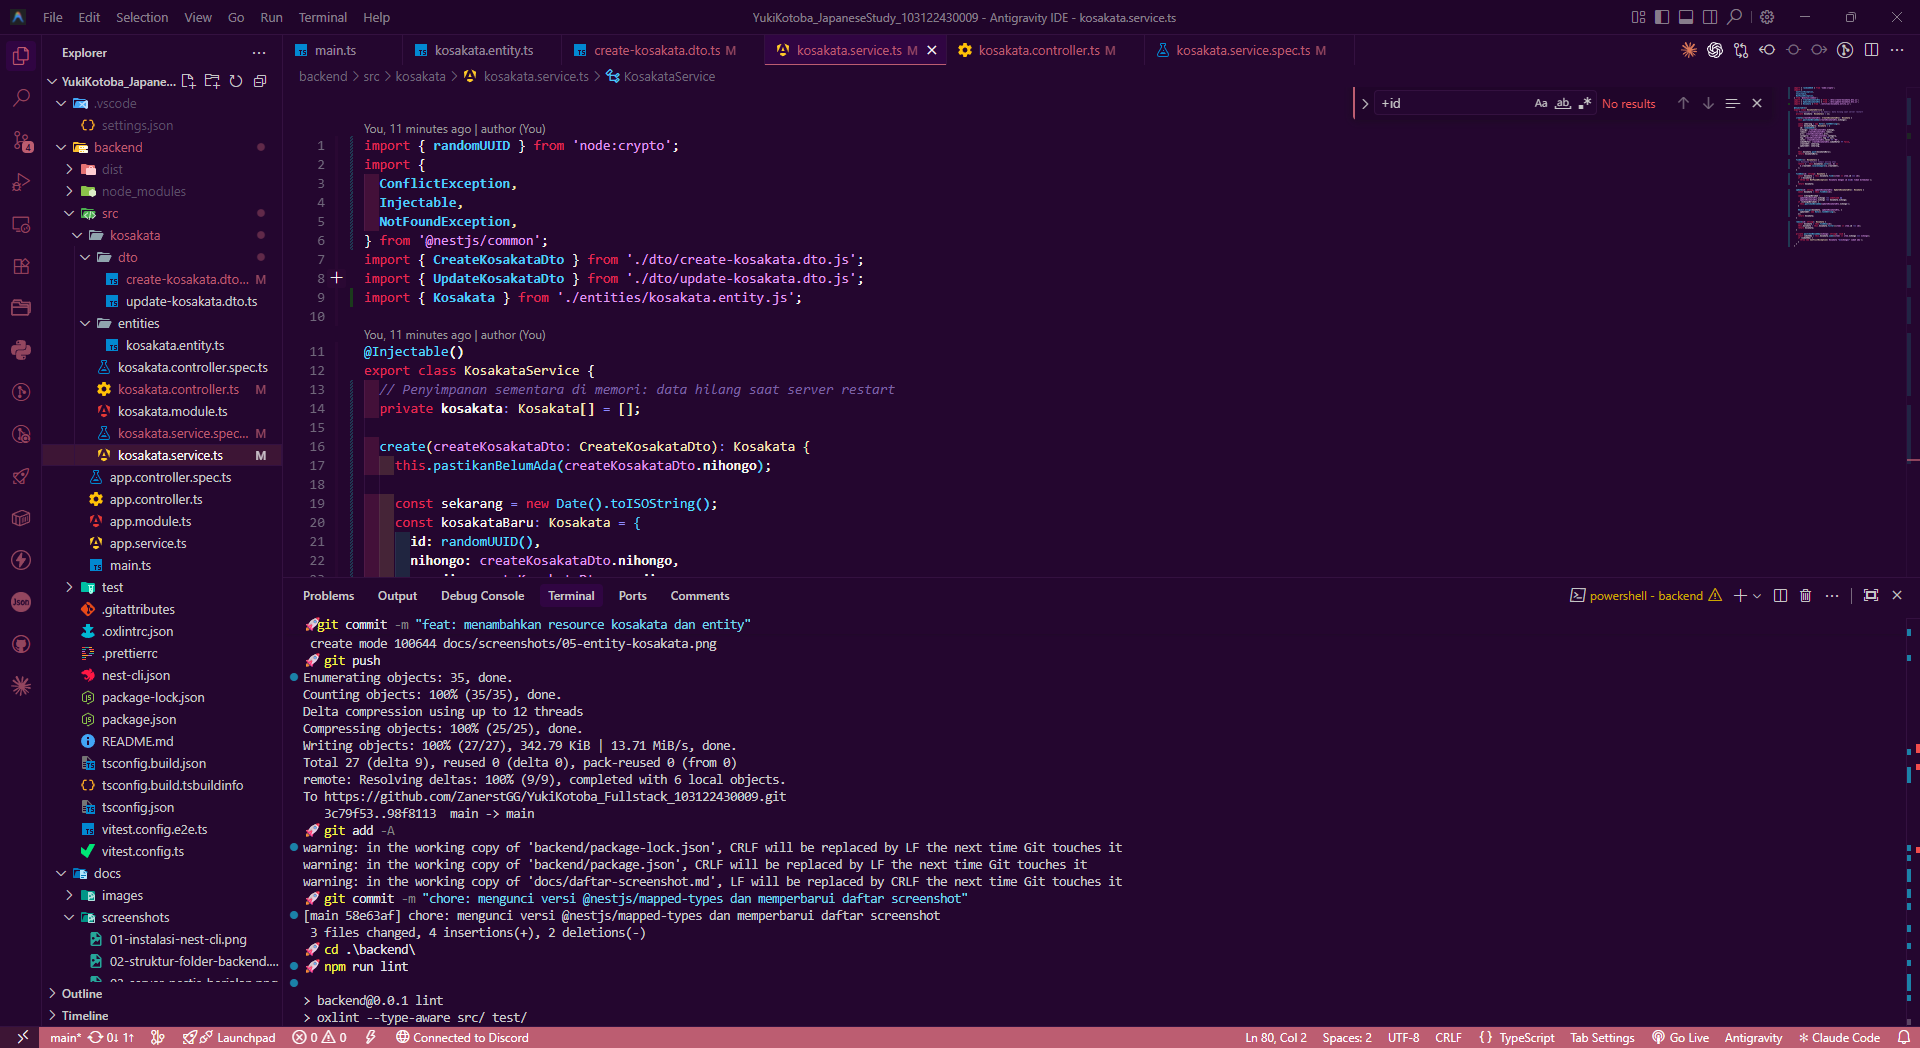 File Edit Selection View Go Run Terminal Help
YukiKotoba_JapaneseStudy_103122430009 - Antigravity IDE - kosakata.service.ts
Explorer
main.ts
kosakata.entity.ts
create-kosakata.dto.ts M
kosakata.service.ts M
kosakata.controller.ts M
kosakata.service.spec.ts M
backend > src > kosakata > kosakata.service.ts > KosakataService
YukiKotoba_Japane...
.vscode
settings.json
backend
dist
node_modules
src
kosakata
dto
create-kosakata.dto... M
update-kosakata.dto.ts
entities
kosakata.entity.ts
kosakata.controller.spec.ts
kosakata.controller.ts M
kosakata.module.ts
kosakata.service.spec... M
kosakata.service.ts M
app.controller.spec.ts
app.controller.ts
app.module.ts
app.service.ts
main.ts
test
.gitattributes
.oxlintrc.json
.prettierrc
nest-cli.json
package-lock.json
package.json
README.md
tsconfig.build.json
tsconfig.build.tsbuildinfo
tsconfig.json
vitest.config.e2e.ts
vitest.config.ts
docs
images
screenshots
01-instalasi-nest-cli.png
02-struktur-folder-backend....
Outline
Timeline
4
Json
+id
Aa ab .*
No results
You, 11 minutes ago | author (You)
1 import { randomUUID } from 'node:crypto';
2 import {
3 ConflictException,
4 Injectable,
5 NotFoundException,
6 } from '@nestjs/common';
7 import { CreateKosakataDto } from './dto/create-kosakata.dto.js';
8 import { UpdateKosakataDto } from './dto/update-kosakata.dto.js';
9 import { Kosakata } from './entities/kosakata.entity.js';
10
You, 11 minutes ago | author (You)
11 @Injectable()
12 export class KosakataService {
13 // Penyimpanan sementara di memori: data hilang saat server restart
14 private kosakata: Kosakata[] = [];
15
16 create(createKosakataDto: CreateKosakataDto): Kosakata {
17 this.pastikanBelumAda(createKosakataDto.nihongo);
18
19 const sekarang = new Date().toISOString();
20 const kosakataBaru: Kosakata = {
21 id: randomUUID(),
22 nihongo: createKosakataDto.nihongo,
Problems Output Debug Console Terminal Ports Comments
powershell - backend
git commit -m "feat: menambahkan resource kosakata dan entity"
create mode 100644 docs/screenshots/05-entity-kosakata.png
git push
Enumerating objects: 35, done.
Counting objects: 100% (35/35), done.
Delta compression using up to 12 threads
Compressing objects: 100% (25/25), done.
Writing objects: 100% (27/27), 342.79 KiB | 13.71 MiB/s, done.
Total 27 (delta 9), reused 0 (delta 0), pack-reused 0 (from 0)
remote: Resolving deltas: 100% (9/9), completed with 6 local objects.
To https://github.com/ZanerstGG/YukiKotoba_Fullstack_103122430009.git
3c79f53..98f8113 main -> main
git add -A
warning: in the working copy of 'backend/package-lock.json', CRLF will be replaced by LF the next time Git touches it
warning: in the working copy of 'backend/package.json', CRLF will be replaced by LF the next time Git touches it
warning: in the working copy of 'docs/daftar-screenshot.md', LF will be replaced by CRLF the next time Git touches it
git commit -m "chore: mengunci versi @nestjs/mapped-types dan memperbarui daftar screenshot"
[main 58e63af] chore: mengunci versi @nestjs/mapped-types dan memperbarui daftar screenshot
3 files changed, 4 insertions(+), 2 deletions(-)
cd .\backend\
npm run lint
> backend@0.0.1 lint
> oxlint --type-aware src/ test/
main* 0↓ 1↑ Launchpad 0 0 Connected to Discord
Ln 80, Col 2 Spaces: 2 UTF-8 CRLF {} TypeScript Tab Settings Go Live Antigravity Claude Code